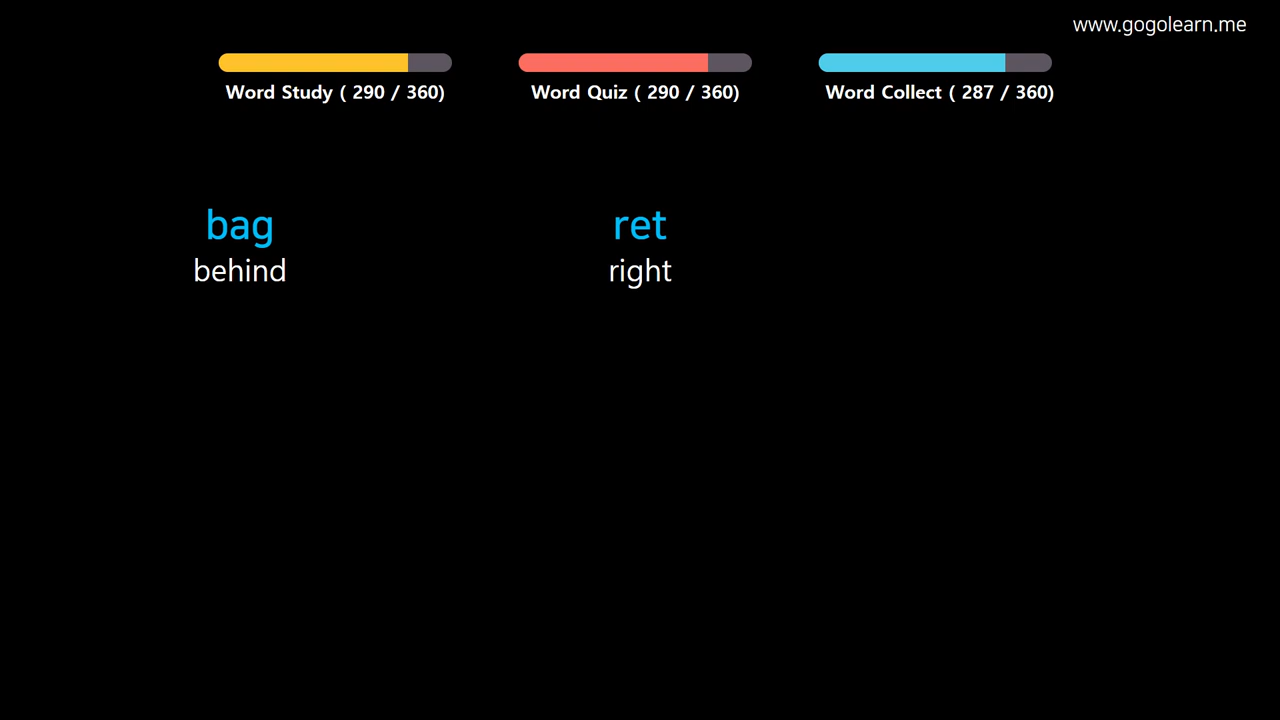 www.gogolearn.me
Word Study ( 290 / 360)
Word Quiz ( 290 / 360)
Word Collect ( 287 / 360)
bag
behind
ret
right